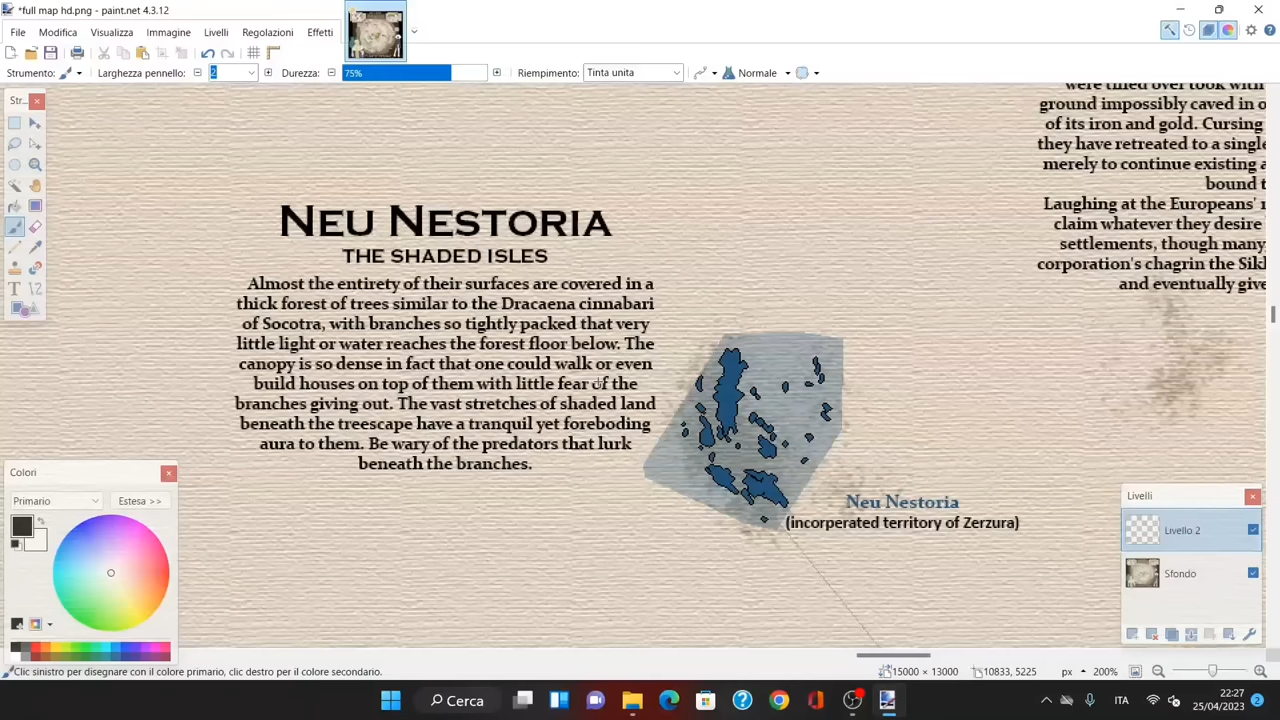 *full map hd.png - paint.net 4.3.12
File Modifica Visualizza Immagine Livelli Regolazioni Effetti
Strumento: Larghezza pennello: 2 Durezza: 75% Riempimento: Tinta unita Normale
Str...
ground impossibly caved in o
of its iron and gold. Cursing
they have retreated to a single
merely to continue existing a
bound t
Laughing at the Europeans'
claim whatever they desire
settlements, though many
corporation's chagrin the Sikl
and eventually give
NEU NESTORIA
THE SHADED ISLES
Almost the entirety of their surfaces are covered in a
thick forest of trees similar to the Dracaena cinnabari
of Socotra, with branches so tightly packed that very
little light or water reaches the forest floor below. The
canopy is so dense in fact that one could walk or even
build houses on top of them with little fear of the
branches giving out. The vast stretches of shaded land
beneath the treescape have a tranquil yet foreboding
aura to them. Be wary of the predators that lurk
beneath the branches.
Neu Nestoria
(incorperated territory of Zerzura)
Colori
Primario Estesa >>
Livelli
Livello 2
Sfondo
Clic sinistro per disegnare con il colore primario, clic destro per il colore secondario.
15000 × 13000 10833, 5225 px 200%
Cerca
ITA
22:27
25/04/2023